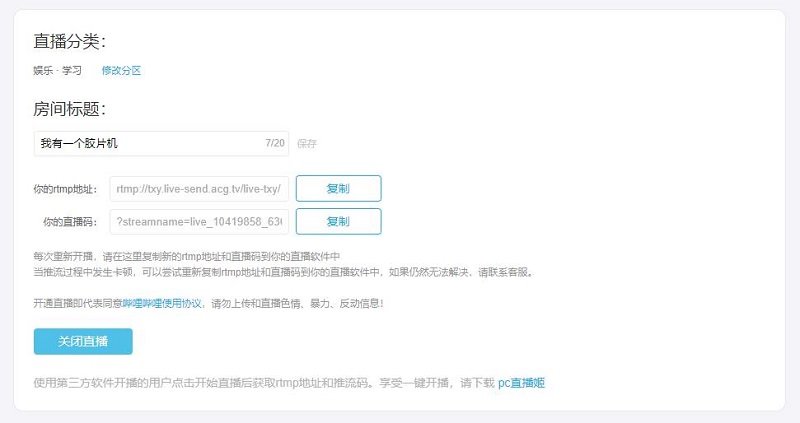 直播分类：
娱乐 · 学习 修改分区
房间标题：
我有一个胶片机 7/20 保存
你的rtmp地址： rtmp://txy.live-send.acg.tv/live-txy/ 复制
你的直播码： ?streamname=live_10419858_63 复制
每次重新开播，请在这里复制新的rtmp地址和直播码到你的直播软件中
当推流过程中发生卡顿，可以尝试重新复制rtmp地址和直播码到你的直播软件中，如果仍然无法解决，请联系客服。
开通直播即代表同意哔哩哔哩使用协议，请勿上传和直播色情、暴力、反动信息！
关闭直播
使用第三方软件开播的用户点击开始直播后获取rtmp地址和推流码。享受一键开播，请下载 pc直播姬